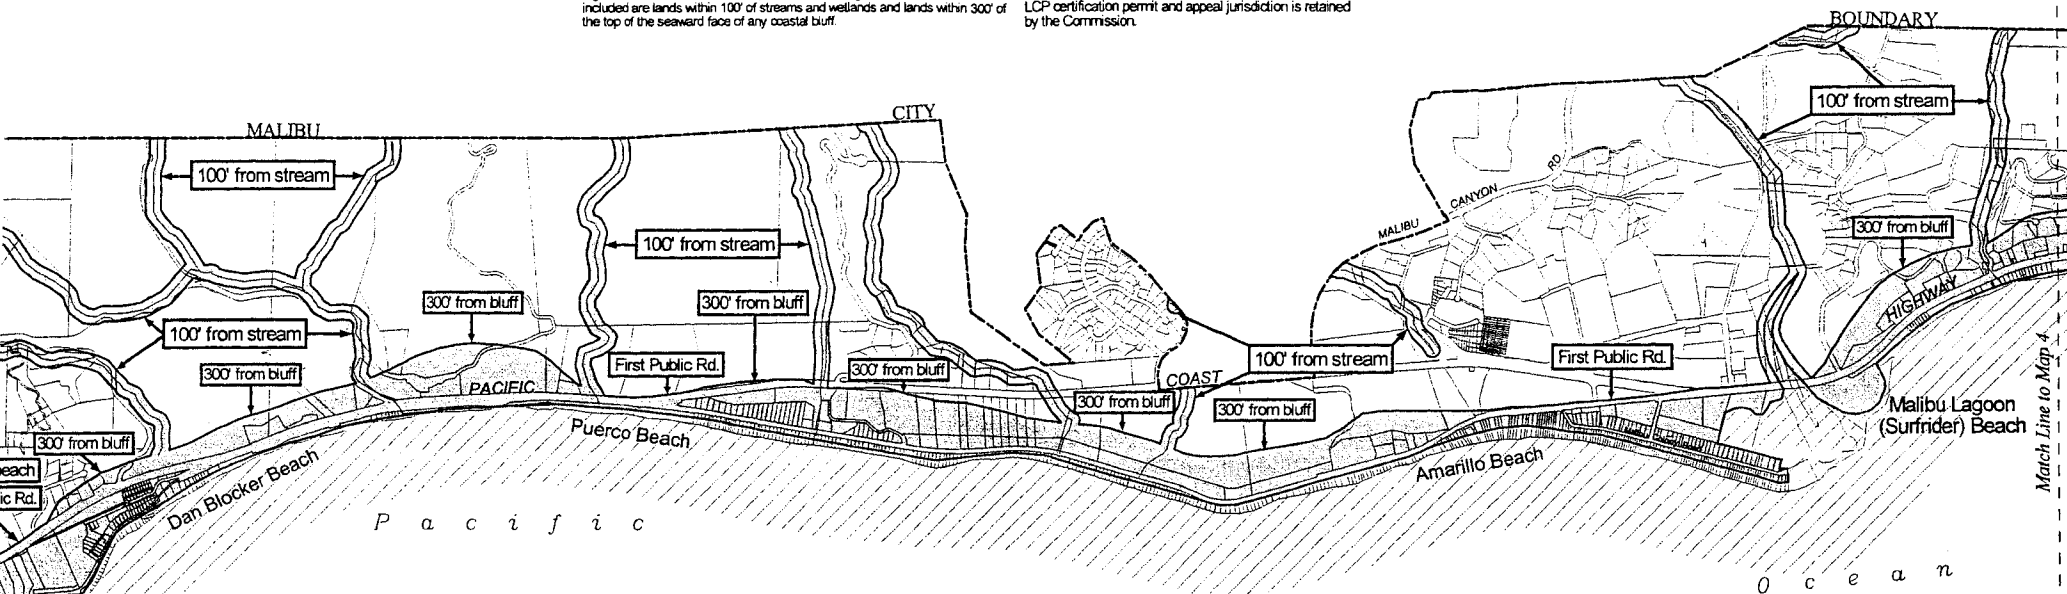 included are lands within 100' of streams and wetlands and lands within 300' of
the top of the seaward face of any coastal bluff.
LCP certification permit and appeal jurisdiction is retained
by the Commission.
BOUNDARY
CITY
MALIBU
100' from stream
100' from stream
100' from stream
100' from stream
100' from stream
MALIBU CANYON RD
300' from bluff
300' from bluff
300' from bluff
300' from bluff
300' from bluff
300' from bluff
300' from bluff
300' from bluff
First Public Rd.
First Public Rd.
PACIFIC
COAST
HIGHWAY
Malibu Lagoon
(Surfrider) Beach
Match Line to Map 4
Puerco Beach
Dan Blocker Beach
Amarillo Beach
each
ic Rd.
Pacific
Ocean